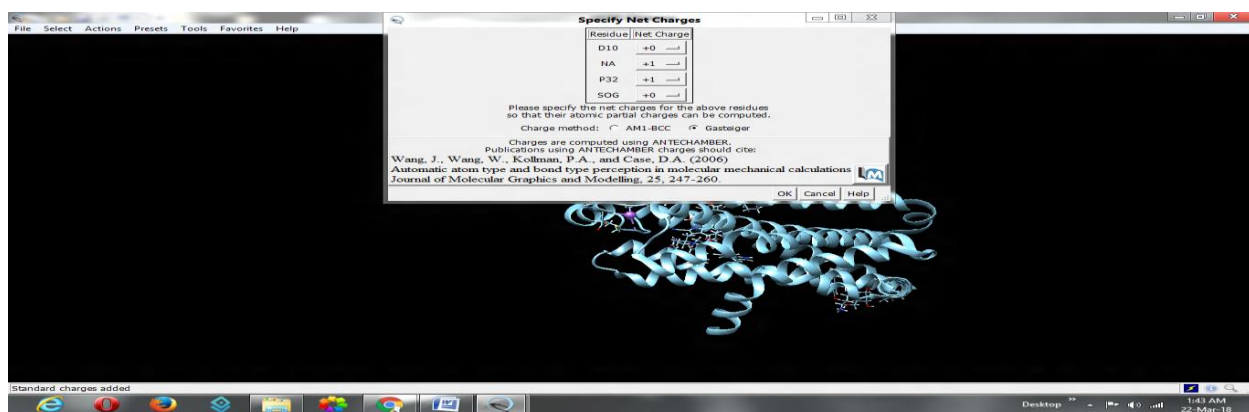 Specify Net Charges
File Select Actions Presets Tools Favorites Help
Residue Net Charge
D10 +0
NA +1
P32 +1
SOG +0
Please specify the net charges for the above residues
so that their atomic partial charges can be computed.
Charge method: AM1-BCC Gasteiger
Charges are computed using ANTECHAMBER.
Publications using ANTECHAMBER charges should cite:
Wang, J., Wang, W., Kollman, P.A., and Case, D.A. (2006)
Automatic atom type and bond type perception in molecular mechanical calculations
Journal of Molecular Graphics and Modelling, 25, 247-260.
OK Cancel Help
Standard charges added
Desktop
1:43 AM
22-Mar-18